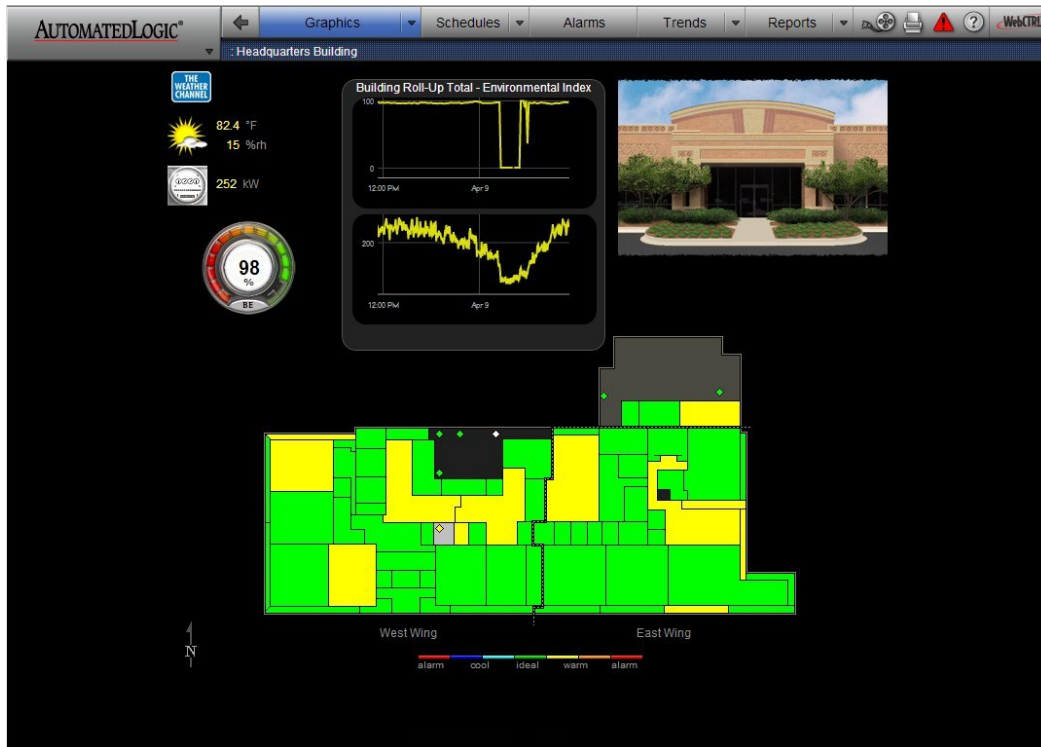 AUTOMATEDLOGIC®
Graphics
Schedules
Alarms
Trends
Reports
?
WebCTRL
: Headquarters Building
THE
WEATHER
CHANNEL
82.4 °F
15 %rh
252 kW
98
%
BE
Building Roll-Up Total - Environmental Index
100
0
12:00 PM Apr 9
200
12:00 PM Apr 9
West Wing
East Wing
N
alarm cool ideal warm alarm